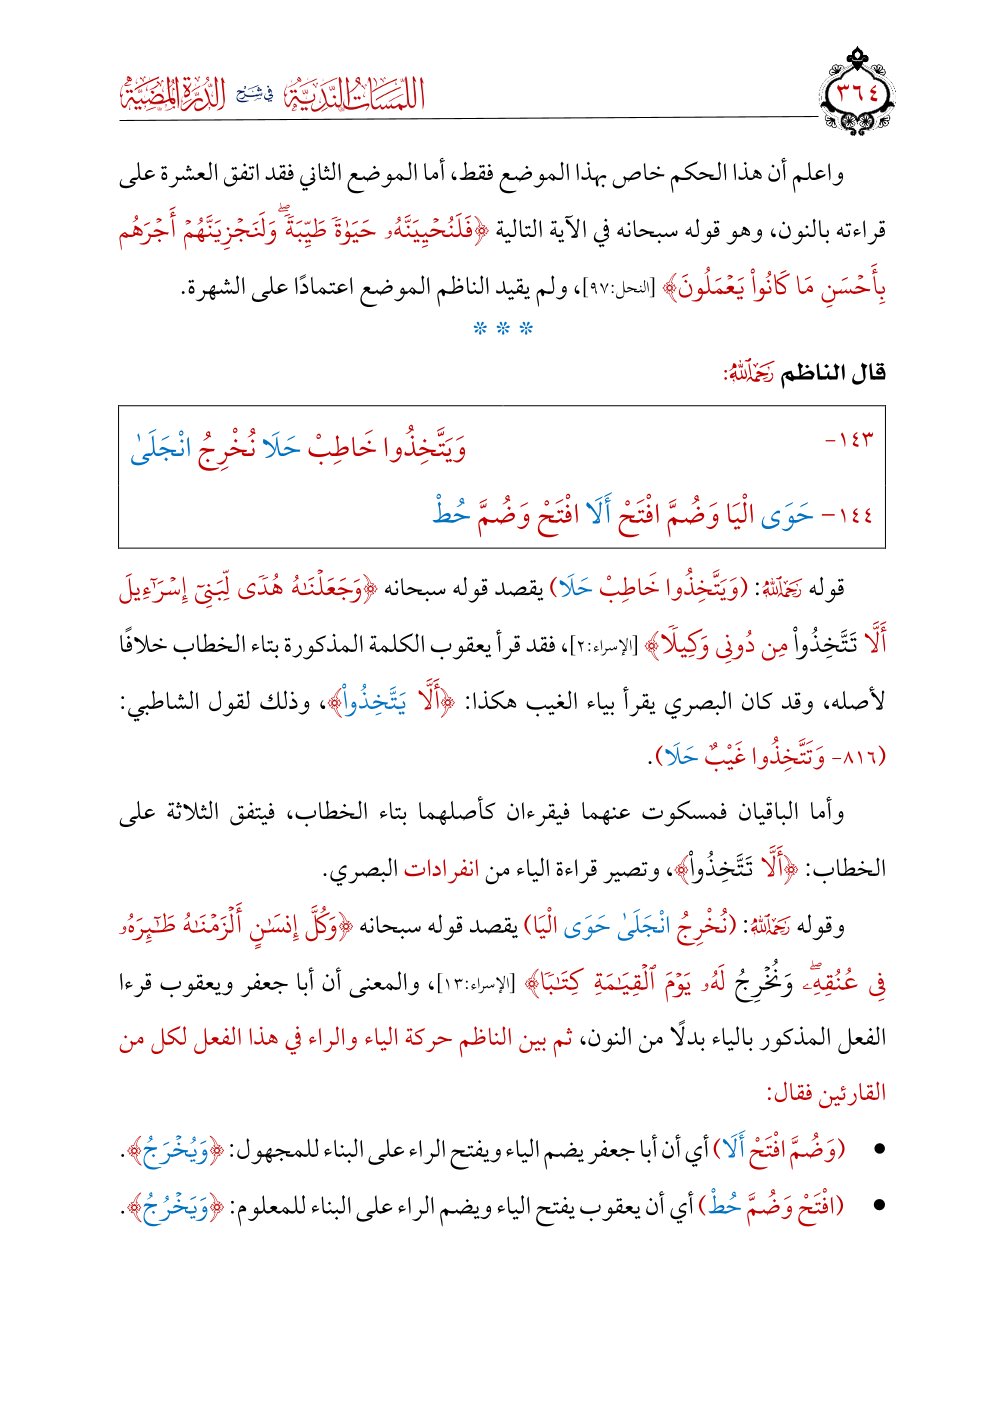 اللمسات الندية في شرح الدرة المضية
٣٦٤
واعلم أن هذا الحكم خاص بهذا الموضع فقط، أما الموضع الثاني فقد اتفق العشرة على
قراءته بالنون، وهو قوله سبحانه في الآية التالية ﴿فَلَنُحۡيِيَنَّهُۥ حَيَوٰةٗ طَيِّبَةٗۖ وَلَنَجۡزِيَنَّهُمۡ أَجۡرَهُم
بِأَحۡسَنِ مَا كَانُواْ يَعۡمَلُونَ﴾ [النحل:٩٧]، ولم يقيد الناظم الموضع اعتمادًا على الشهرة.
* * *
قال الناظم رَحِمَهُ ٱللَّهُ:
١٤٣- وَيَتَّخِذُوا خَاطِبْ حَلَا نُخْرِجُ انْجَلَىٰ
١٤٤- حَوَى الْيَا وَضُمَّ افْتَحْ أَلَا افْتَحْ وَضُمَّ حُطْ
قوله رَحِمَهُ ٱللَّهُ: (وَيَتَّخِذُوا خَاطِبْ حَلَا) يقصد قوله سبحانه ﴿وَجَعَلۡنَٰهُ هُدٗى لِّبَنِيٓ إِسۡرَٰٓءِيلَ
أَلَّا تَتَّخِذُواْ مِن دُونِي وَكِيلٗا﴾ [الإسراء:٢]، فقد قرأ يعقوب الكلمة المذكورة بتاء الخطاب خلافًا
لأصله، وقد كان البصري يقرأ بياء الغيب هكذا: ﴿أَلَّا يَتَّخِذُواْ﴾، وذلك لقول الشاطبي:
(٨١٦- وَتَتَّخِذُوا غَيْبٌ حَلَا).
وأما الباقيان فمسكوت عنهما فيقرءان كأصلهما بتاء الخطاب، فيتفق الثلاثة على
الخطاب: ﴿أَلَّا تَتَّخِذُواْ﴾، وتصير قراءة الياء من انفرادات البصري.
وقوله رَحِمَهُ ٱللَّهُ: (نُخْرِجُ انْجَلَىٰ حَوَى الْيَا) يقصد قوله سبحانه ﴿وَكُلَّ إِنسَٰنٍ أَلۡزَمۡنَٰهُ طَٰٓئِرَهُۥ
فِي عُنُقِهِۦۖ وَنُخۡرِجُ لَهُۥ يَوۡمَ ٱلۡقِيَٰمَةِ كِتَٰبٗا﴾ [الإسراء:١٣]، والمعنى أن أبا جعفر ويعقوب قرءا
الفعل المذكور بالياء بدلًا من النون، ثم بين الناظم حركة الياء والراء في هذا الفعل لكل من
القارئين فقال:
• (وَضُمَّ افْتَحْ أَلَا) أي أن أبا جعفر يضم الياء ويفتح الراء على البناء للمجهول: ﴿وَيُخۡرَجُ﴾.
• (افْتَحْ وَضُمَّ حُطْ) أي أن يعقوب يفتح الياء ويضم الراء على البناء للمعلوم: ﴿وَيَخۡرُجُ﴾.